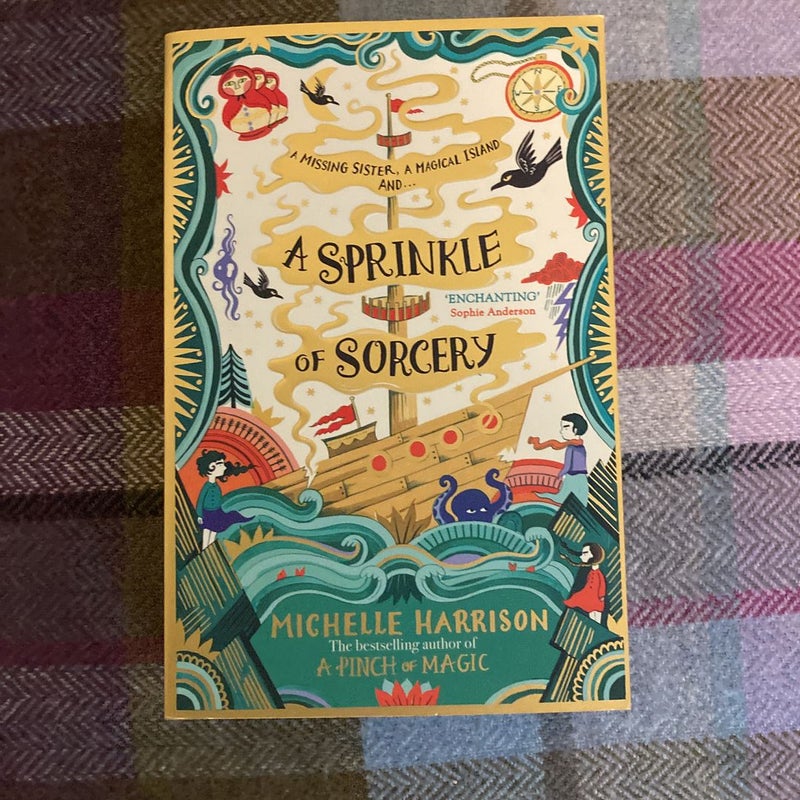 A MISSING SISTER, A MAGICAL ISLAND
AND...
A SPRINKLE
'ENCHANTING'
Sophie Anderson
OF SORCERY
MICHELLE HARRISON
The bestselling author of
A PINCH OF MAGIC